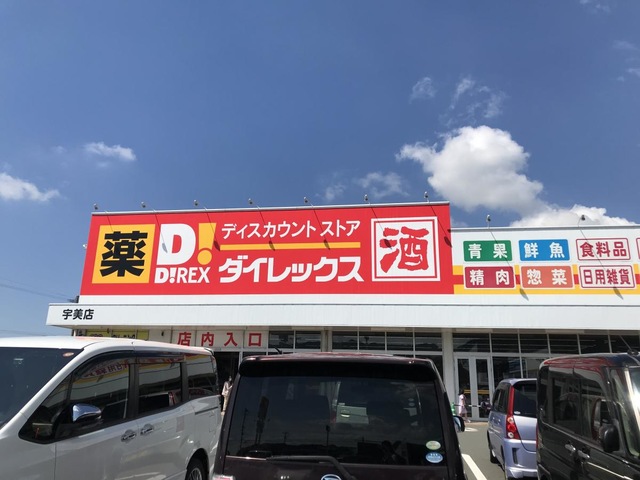 薬
D!
D!REX
ディスカウント ストア
ダイレックス
酒
青果 鮮魚 食料品
精肉 惣菜 日用雑貨
宇美店
店内入口